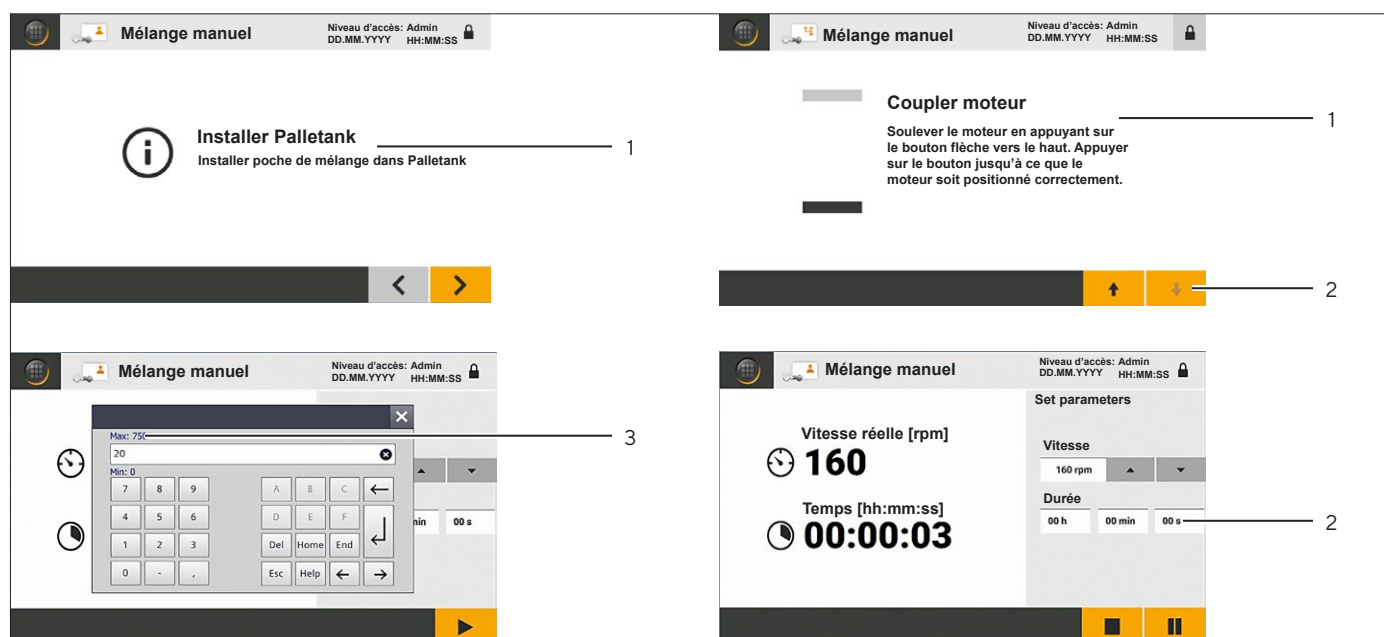 Mélange manuel
Niveau d'accès: Admin
DD.MM.YYYY HH:MM:SS
Installer Palletank
Installer poche de mélange dans Palletank
1
Mélange manuel
Niveau d'accès: Admin
DD.MM.YYYY HH:MM:SS
Coupler moteur
Soulever le moteur en appuyant sur
le bouton flèche vers le haut. Appuyer
sur le bouton jusqu'à ce que le
moteur soit positionné correctement.
1
2
Mélange manuel
Niveau d'accès: Admin
DD.MM.YYYY HH:MM:SS
Max: 750
20
Min: 0
7 8 9 A B C
4 5 6 D E F
1 2 3 Del Home End
0 - , Esc Help
min 00 s
3
Mélange manuel
Niveau d'accès: Admin
DD.MM.YYYY HH:MM:SS
Vitesse réelle [rpm]
160
Temps [hh:mm:ss]
00:00:03
Set parameters
Vitesse
160 rpm
Durée
00 h 00 min 00 s
2